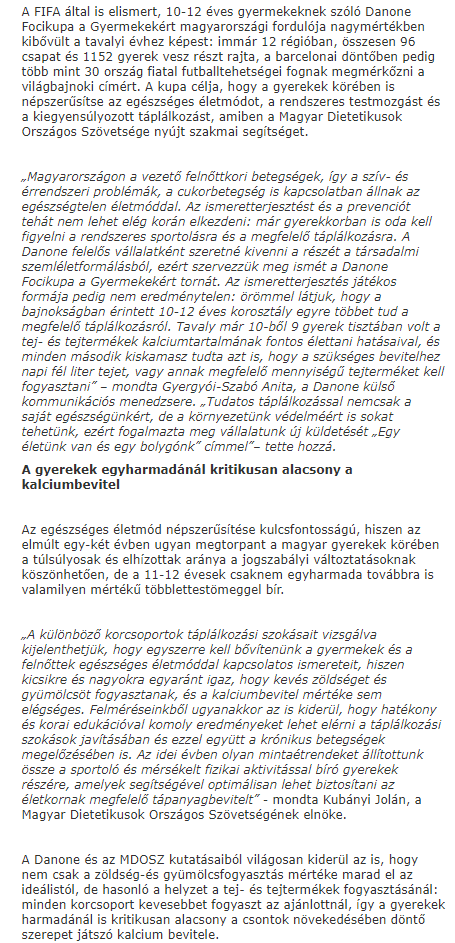 A FIFA által is elismert, 10-12 éves gyermekeknek szóló Danone
Focikupa a Gyermekekért magyarországi fordulója nagymértékben
kibővült a tavalyi évhez képest: immár 12 régióban, összesen 96
csapat és 1152 gyerek vesz részt rajta, a barcelonai döntőben pedig
több mint 30 ország fiatal futballtehetségei fognak megmérkőzni a
világbajnoki címért. A kupa célja, hogy a gyerekek körében is
népszerűsítse az egészséges életmódot, a rendszeres testmozgást és
a kiegyensúlyozott táplálkozást, amiben a Magyar Dietetikusok
Országos Szövetsége nyújt szakmai segítséget.
„Magyarországon a vezető felnőttkori betegségek, így a szív- és
érrendszeri problémák, a cukorbetegség is kapcsolatban állnak az
egészségtelen életmóddal. Az ismeretterjesztést és a prevenciót
tehát nem lehet elég korán elkezdeni: már gyerekkorban is oda kell
figyelni a rendszeres sportolásra és a megfelelő táplálkozásra. A
Danone felelős vállalatként szeretné kivenni a részét a társadalmi
szemléletformálásból, ezért szervezzük meg ismét a Danone
Focikupa a Gyermekekért tornát. Az ismeretterjesztés játékos
formája pedig nem eredménytelen: örömmel látjuk, hogy a
bajnokságban érintett 10-12 éves korosztály egyre többet tud a
megfelelő táplálkozásról. Tavaly már 10-ből 9 gyerek tisztában volt a
tej- és tejtermékek kalciumtartalmának fontos élettani hatásaival, és
minden második kiskamasz tudta azt is, hogy a szükséges bevitelhez
napi fél liter tejet, vagy annak megfelelő mennyiségű tejterméket kell
fogyasztani” – mondta Gyergyói-Szabó Anita, a Danone külső
kommunikációs menedzsere. „Tudatos táplálkozással nemcsak a
saját egészségünkért, de a környezetünk védelméért is sokat
tehetünk, ezért fogalmazta meg vállalatunk új küldetését „Egy
életünk van és egy bolygónk” címmel”– tette hozzá.
A gyerekek egyharmadánál kritikusan alacsony a
kalciumbevitel
Az egészséges életmód népszerűsítése kulcsfontosságú, hiszen az
elmúlt egy-két évben ugyan megtorpant a magyar gyerekek körében
a túlsúlyosak és elhízottak aránya a jogszabályi változtatásoknak
köszönhetően, de a 11-12 évesek csaknem egyharmada továbbra is
valamilyen mértékű többlettestömeggel bír.
„A különböző korcsoportok táplálkozási szokásait vizsgálva
kijelenthetjük, hogy egyszerre kell bővítenünk a gyermekek és a
felnőttek egészséges életmóddal kapcsolatos ismereteit, hiszen
kicsikre és nagyokra egyaránt igaz, hogy kevés zöldséget és
gyümölcsöt fogyasztanak, és a kalciumbevitel mértéke sem
elégséges. Felméréseinkből ugyanakkor az is kiderül, hogy hatékony
és korai edukációval komoly eredményeket lehet elérni a táplálkozási
szokások javításában és ezzel együtt a krónikus betegségek
megelőzésében is. Az idei évben olyan mintaétrendeket állítottunk
össze a sportoló és mérsékelt fizikai aktivitással bíró gyerekek
részére, amelyek segítségével optimálisan lehet biztosítani az
életkornak megfelelő tápanyagbevitelt” - mondta Kubányi Jolán, a
Magyar Dietetikusok Országos Szövetségének elnöke.
A Danone és az MDOSZ kutatásaiból világosan kiderül az is, hogy
nem csak a zöldség-és gyümölcsfogyasztás mértéke marad el az
ideálistól, de hasonló a helyzet a tej- és tejtermékek fogyasztásánál:
minden korcsoport kevesebbet fogyaszt az ajánlottnál, így a gyerekek
harmadánál is kritikusan alacsony a csontok növekedésében döntő
szerepet játszó kalcium bevitele.